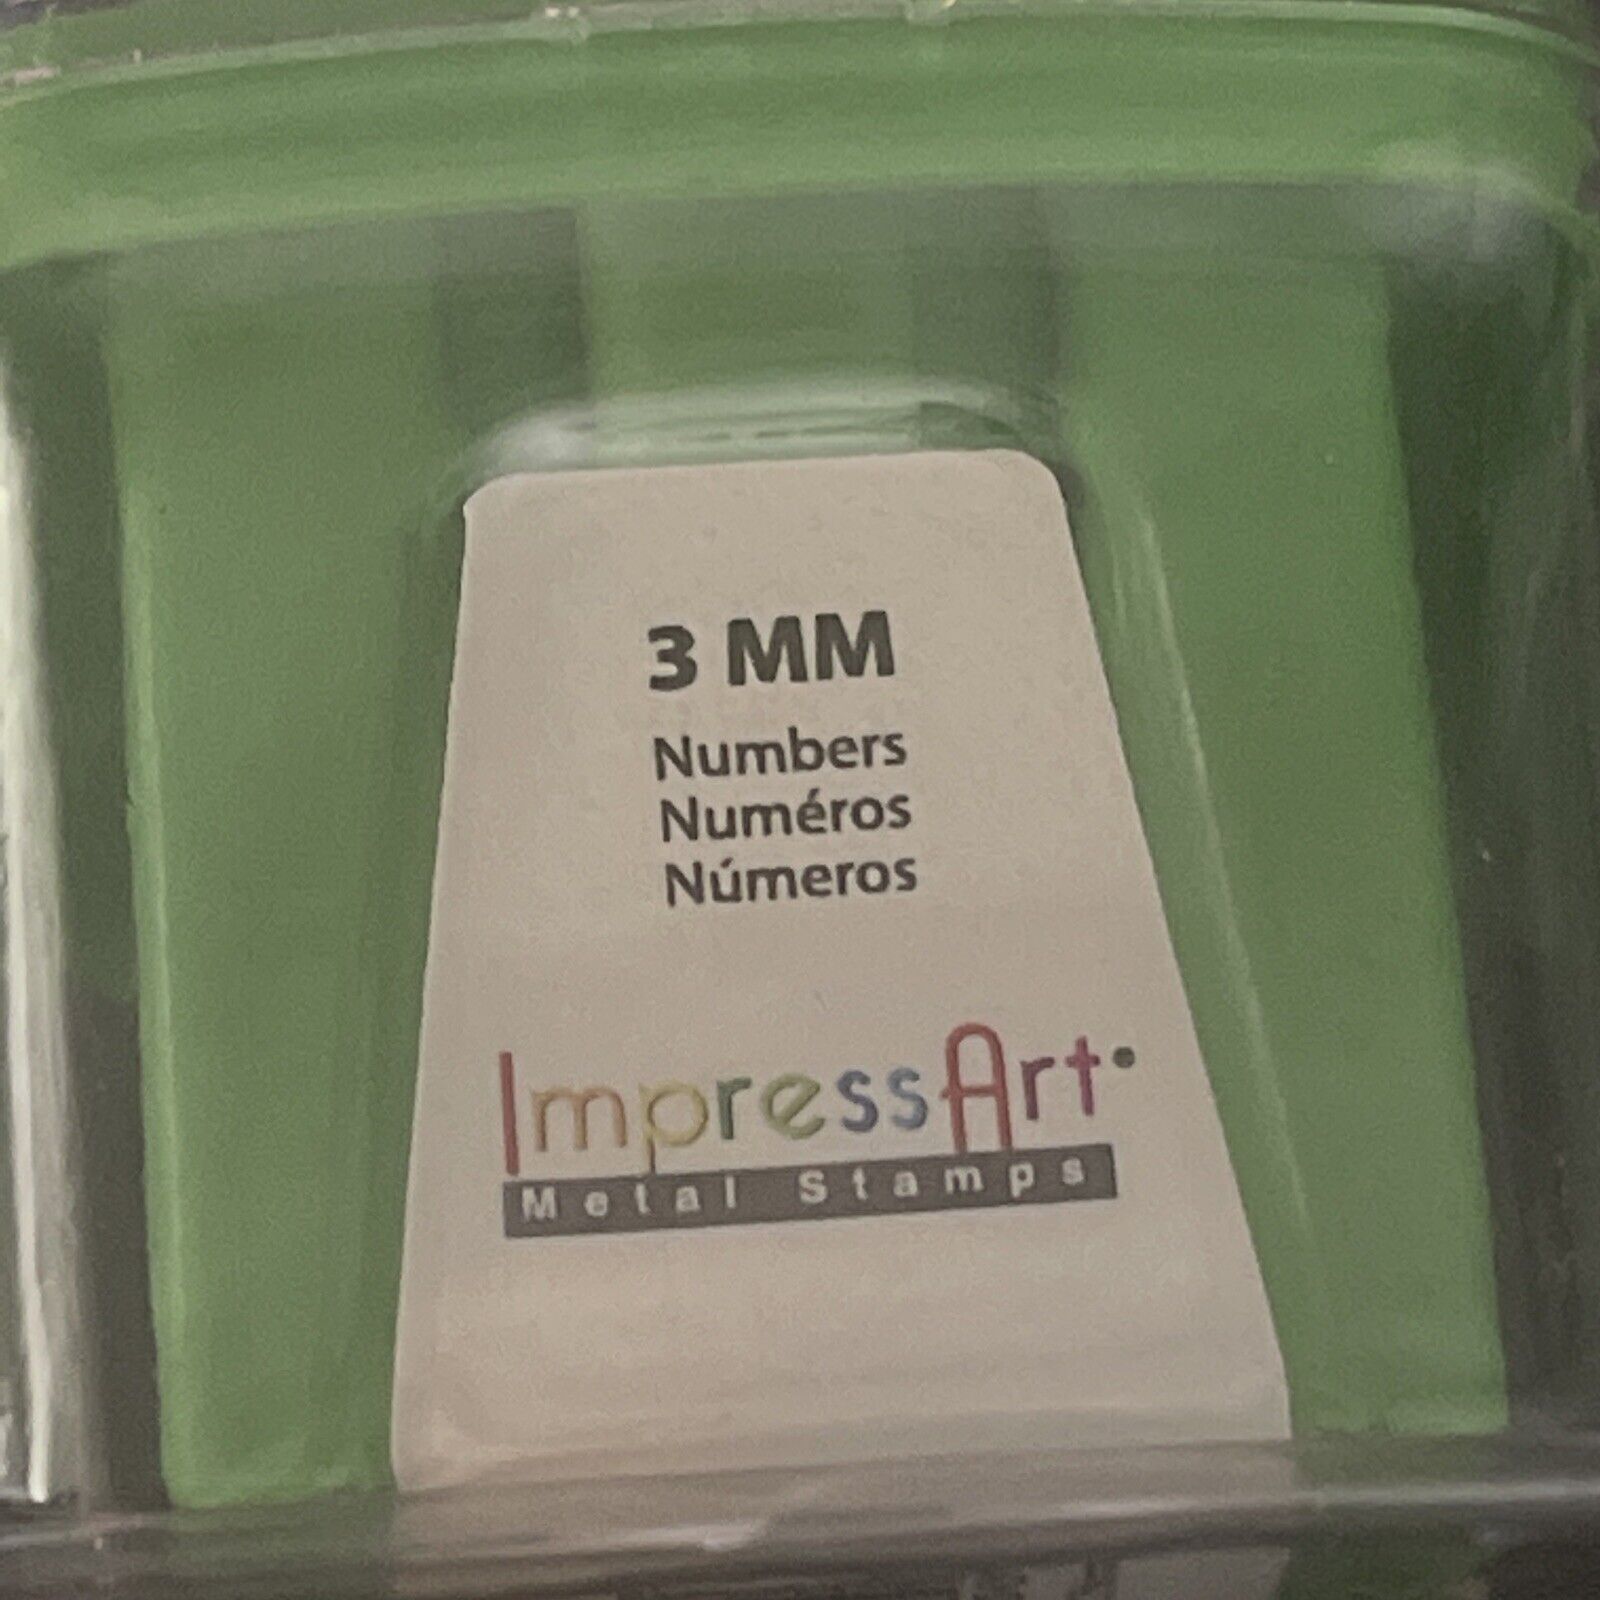 3 MM
Numbers
Numéros
Números
ImpressArt
Metal Stamps